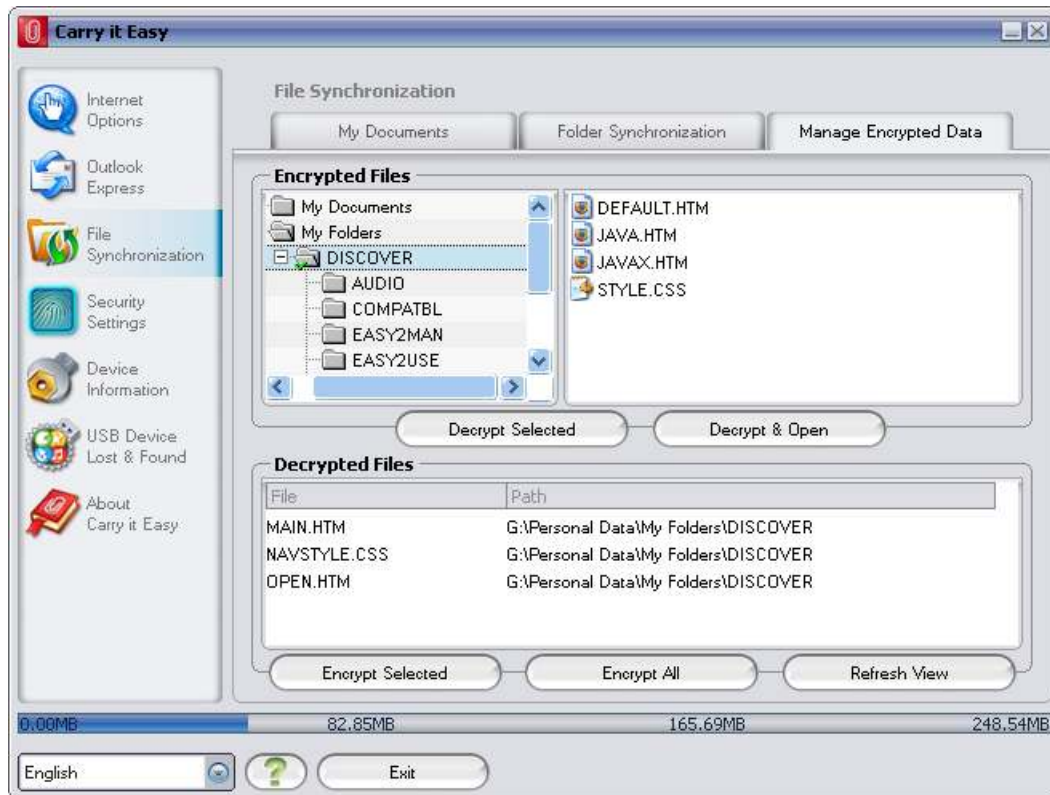 Carry it Easy
Internet
Options
Outlook
Express
File
Synchronization
Security
Settings
Device
Information
USB Device
Lost & Found
About
Carry it Easy
File Synchronization
My Documents
Folder Synchronization
Manage Encrypted Data
Encrypted Files
My Documents
My Folders
DISCOVER
AUDIO
COMPATBL
EASY2MAN
EASY2USE
DEFAULT.HTM
JAVA.HTM
JAVAX.HTM
STYLE.CSS
Decrypt Selected
Decrypt & Open
Decrypted Files
File Path
MAIN.HTM G:\Personal Data\My Folders\DISCOVER
NAVSTYLE.CSS G:\Personal Data\My Folders\DISCOVER
OPEN.HTM G:\Personal Data\My Folders\DISCOVER
Encrypt Selected
Encrypt All
Refresh View
0.00MB 82.85MB 165.69MB 248.54MB
English
?
Exit